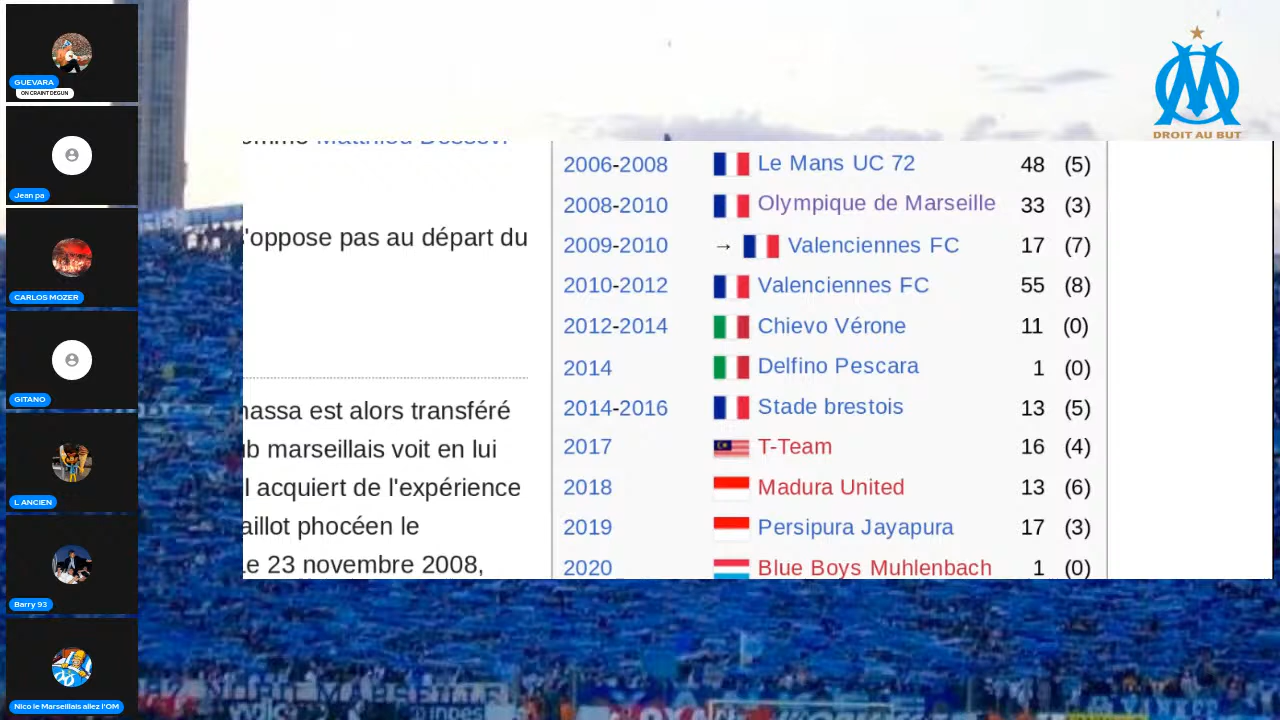 GUEVARA
ON CRAINT DEGUN
Jean pa
CARLOS MOZER
GITANO
L ANCIEN
Barry 93
Nico le Marseillais allez l'OM
DROIT AU BUT
Matthieu Dossevi
'oppose pas au départ du
massa est alors transféré
ub marseillais voit en lui
l acquiert de l'expérience
aillot phocéen le
Le 23 novembre 2008,
2006-2008 Le Mans UC 72 48 (5)
2008-2010 Olympique de Marseille 33 (3)
2009-2010 → Valenciennes FC 17 (7)
2010-2012 Valenciennes FC 55 (8)
2012-2014 Chievo Vérone 11 (0)
2014 Delfino Pescara 1 (0)
2014-2016 Stade brestois 13 (5)
2017 T-Team 16 (4)
2018 Madura United 13 (6)
2019 Persipura Jayapura 17 (3)
2020 Blue Boys Muhlenbach 1 (0)